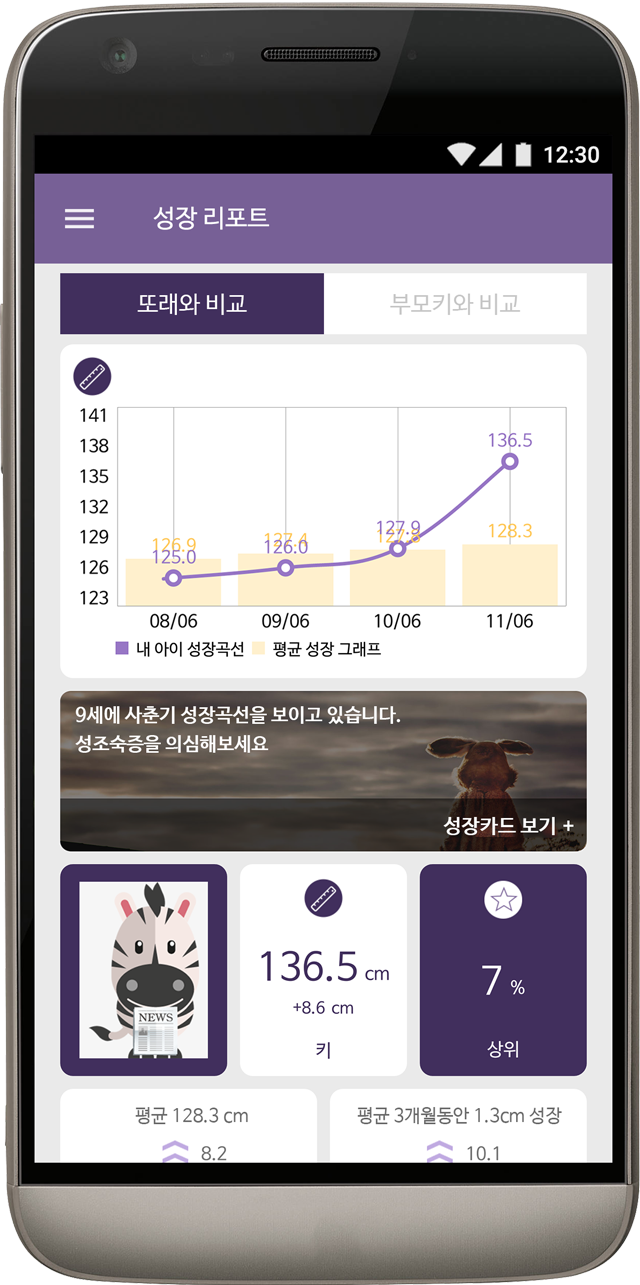 12:30
성장 리포트
또래와 비교
부모키와 비교
141
138
135
132
129
126
123
126.9
125.0
127.4
126.0
127.9
127.8
136.5
128.3
08/06
09/06
10/06
11/06
내 아이 성장곡선
평균 성장 그래프
9세에 사춘기 성장곡선을 보이고 있습니다.
성조숙증을 의심해보세요
성장카드 보기 +
NEWS
136.5 cm
+8.6 cm
키
7 %
상위
평균 128.3 cm
8.2
평균 3개월동안 1.3cm 성장
10.1